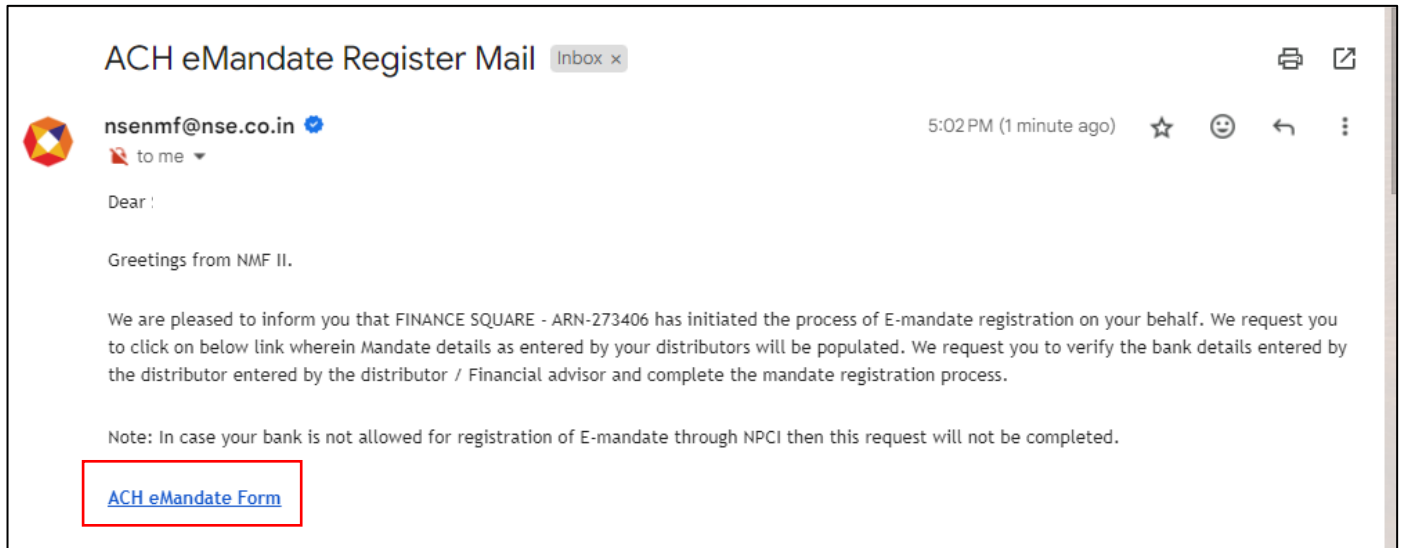 ACH eMandate Register Mail Inbox ×
nsenmf@nse.co.in 5:02 PM (1 minute ago)
to me
Dear
Greetings from NMF II.
We are pleased to inform you that FINANCE SQUARE - ARN-273406 has initiated the process of E-mandate registration on your behalf. We request you
to click on below link wherein Mandate details as entered by your distributors will be populated. We request you to verify the bank details entered by
the distributor entered by the distributor / Financial advisor and complete the mandate registration process.
Note: In case your bank is not allowed for registration of E-mandate through NPCI then this request will not be completed.
ACH eMandate Form